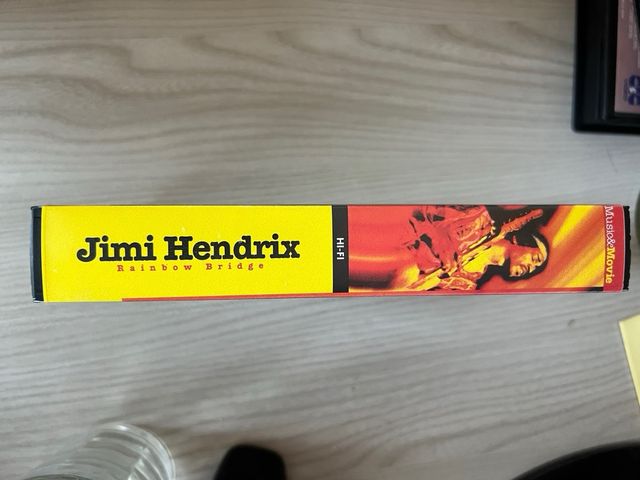 Jimi Hendrix
Rainbow Bridge
HI-FI
Music&Movie